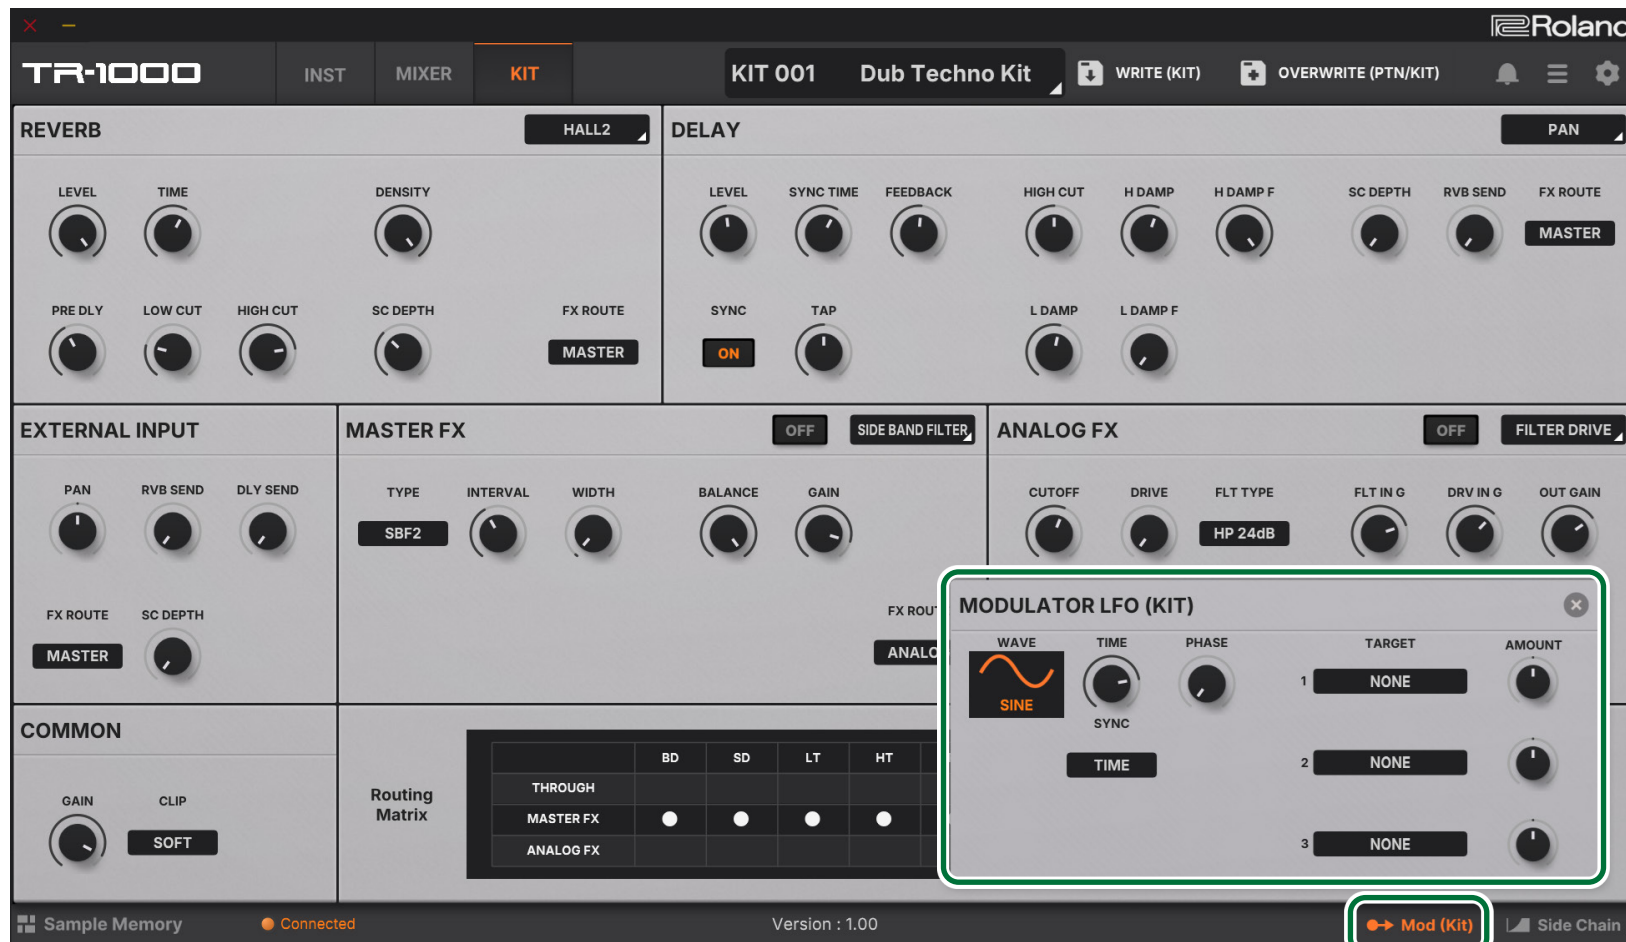 Roland
TR-1000
INST
MIXER
KIT
KIT 001
Dub Techno Kit
WRITE (KIT)
OVERWRITE (PTN/KIT)
REVERB
HALL2
LEVEL
TIME
DENSITY
PRE DLY
LOW CUT
HIGH CUT
SC DEPTH
FX ROUTE
MASTER
DELAY
PAN
LEVEL
SYNC TIME
FEEDBACK
HIGH CUT
H DAMP
H DAMP F
SC DEPTH
RVB SEND
FX ROUTE
MASTER
SYNC
ON
TAP
L DAMP
L DAMP F
EXTERNAL INPUT
PAN
RVB SEND
DLY SEND
FX ROUTE
MASTER
SC DEPTH
MASTER FX
OFF
SIDE BAND FILTER
TYPE
SBF2
INTERVAL
WIDTH
BALANCE
GAIN
FX ROUT
ANALO
ANALOG FX
OFF
FILTER DRIVE
CUTOFF
DRIVE
FLT TYPE
HP 24dB
FLT IN G
DRV IN G
OUT GAIN
MODULATOR LFO (KIT)
WAVE
SINE
TIME
SYNC
TIME
PHASE
TARGET
AMOUNT
1 NONE
2 NONE
3 NONE
COMMON
GAIN
CLIP
SOFT
Routing
Matrix
BD SD LT HT
THROUGH
MASTER FX
ANALOG FX
Sample Memory
Connected
Version : 1.00
Mod (Kit)
Side Chain